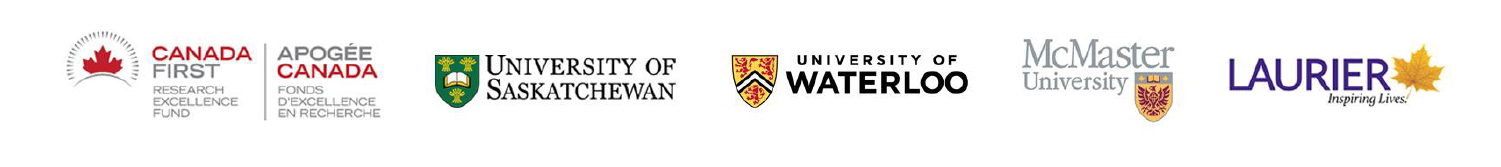 CANADA
FIRST
RESEARCH
EXCELLENCE
FUND
APOGÉE
CANADA
FONDS
D'EXCELLENCE
EN RECHERCHE
UNIVERSITY OF
SASKATCHEWAN
UNIVERSITY OF
WATERLOO
McMaster
University
LAURIER
Inspiring Lives.